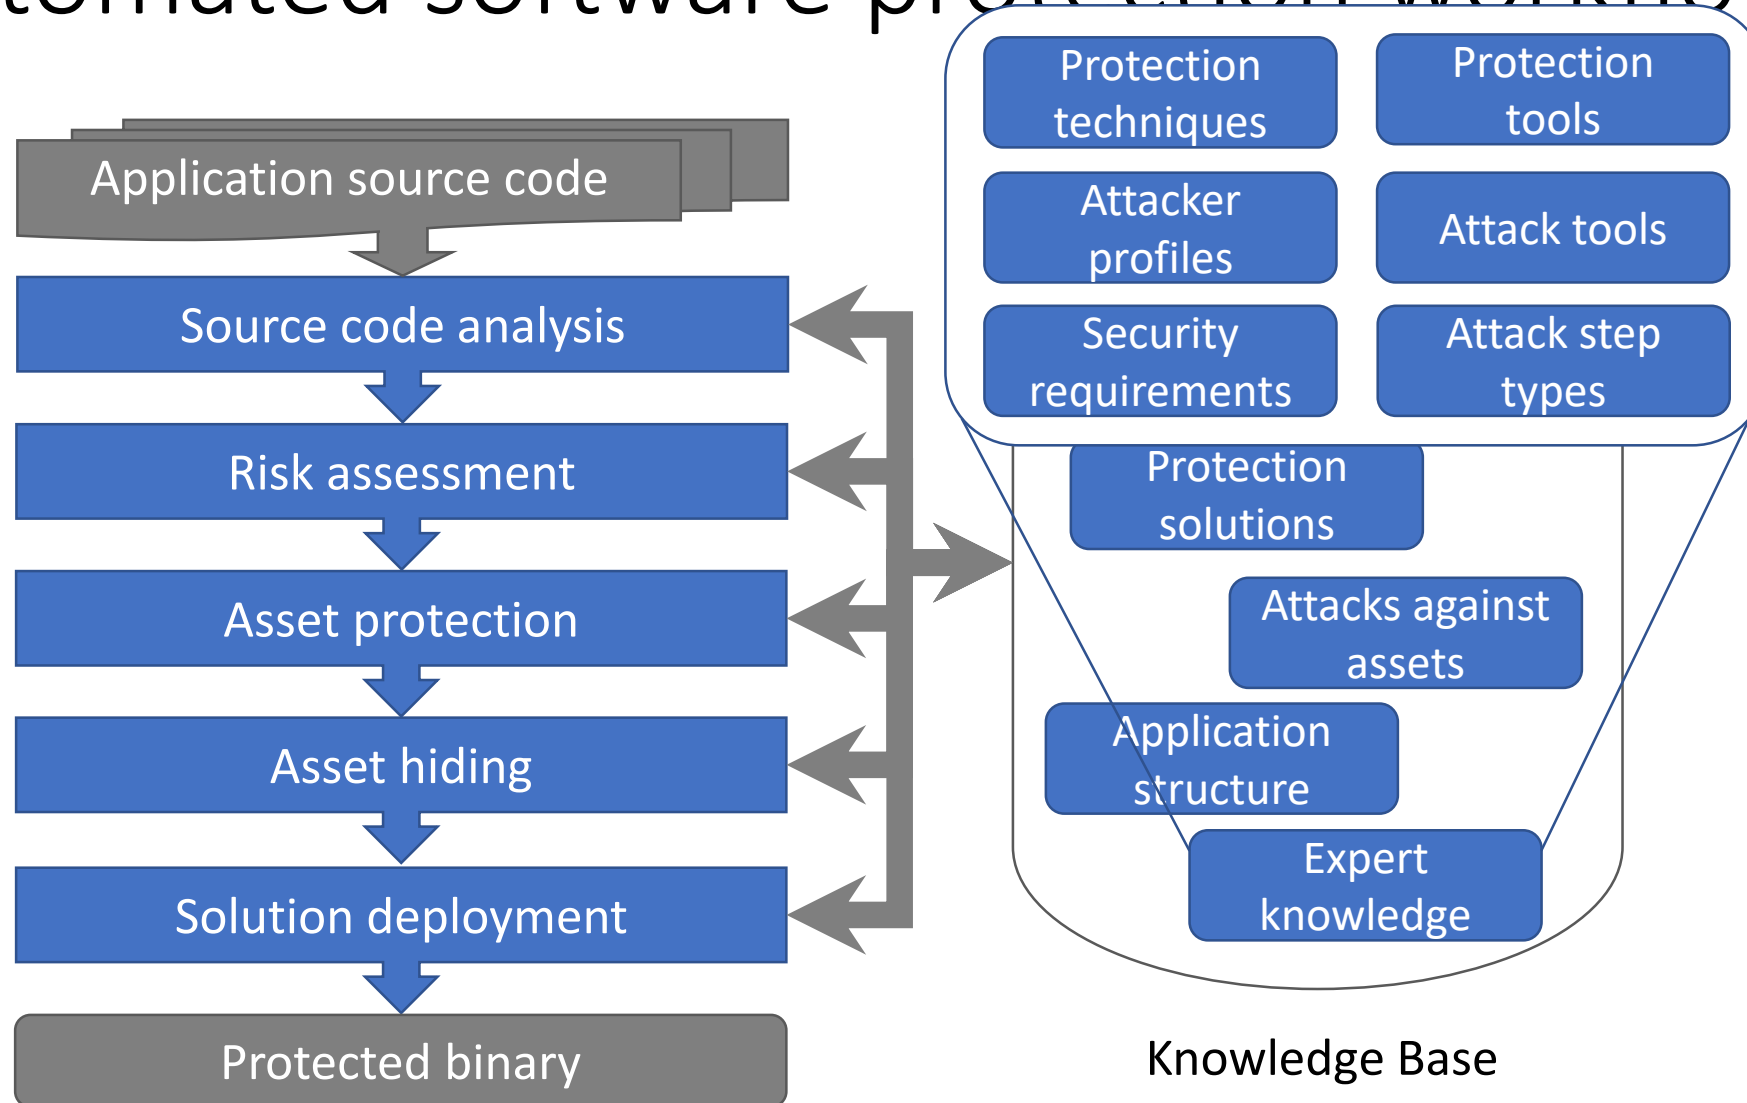 software
Application source code
Source code analysis
Risk assessment
Asset protection
Asset hiding
Solution deployment
Protected binary
Protection
techniques
Protection
tools
Attacker
profiles
Attack tools
Security
requirements
Attack step
types
Protection
solutions
Attacks against
assets
Application
structure
Expert
knowledge
Knowledge Base